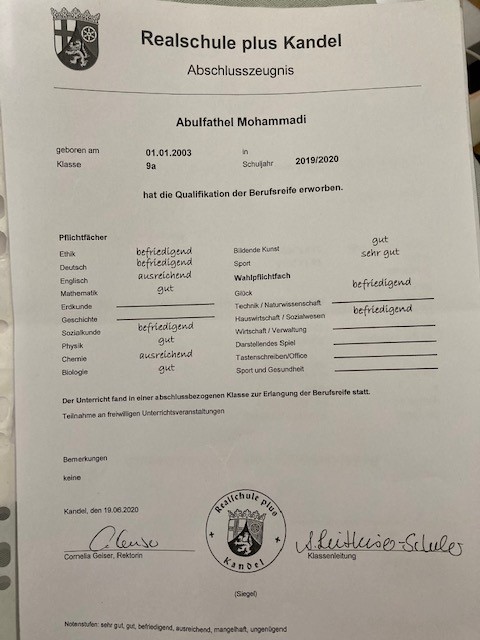 Realschule plus Kandel
Abschlusszeugnis
Abulfathel Mohammadi
geboren am 01.01.2003 in
Klasse 9a Schuljahr 2019/2020
hat die Qualifikation der Berufsreife erworben.
Pflichtfächer
Ethik befriedigend
Deutsch befriedigend
Englisch ausreichend
Mathematik gut
Erdkunde
Geschichte
Sozialkunde befriedigend
Physik gut
Chemie ausreichend
Biologie gut
Bildende Kunst gut
Sport sehr gut
Wahlpflichtfach
Glück befriedigend
Technik / Naturwissenschaft
Hauswirtschaft / Sozialwesen befriedigend
Wirtschaft / Verwaltung
Darstellendes Spiel
Tastenschreiben/Office
Sport und Gesundheit
Der Unterricht fand in einer abschlussbezogenen Klasse zur Erlangung der Berufsreife statt.
Teilnahme an freiwilligen Unterrichtsveranstaltungen
Bemerkungen
keine
Kandel, den 19.06.2020
Realschule plus
Kandel
Cornelia Geiser, Rektorin
Klassenleitung
(Siegel)
Notenstufen: sehr gut, gut, befriedigend, ausreichend, mangelhaft, ungenügend